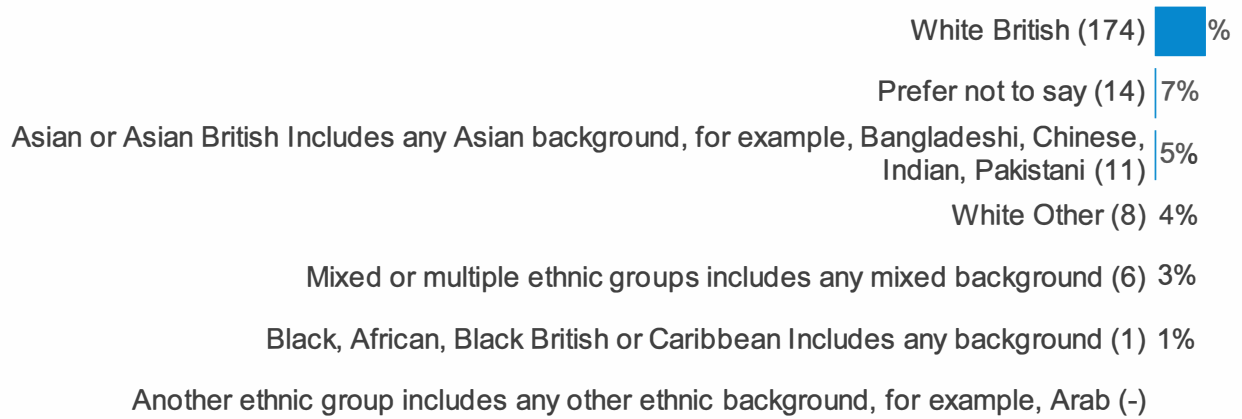 White British (174) %
Prefer not to say (14) 7%
Asian or Asian British Includes any Asian background, for example, Bangladeshi, Chinese,
Indian, Pakistani (11) 5%
White Other (8) 4%
Mixed or multiple ethnic groups includes any mixed background (6) 3%
Black, African, Black British or Caribbean Includes any background (1) 1%
Another ethnic group includes any other ethnic background, for example, Arab (-)